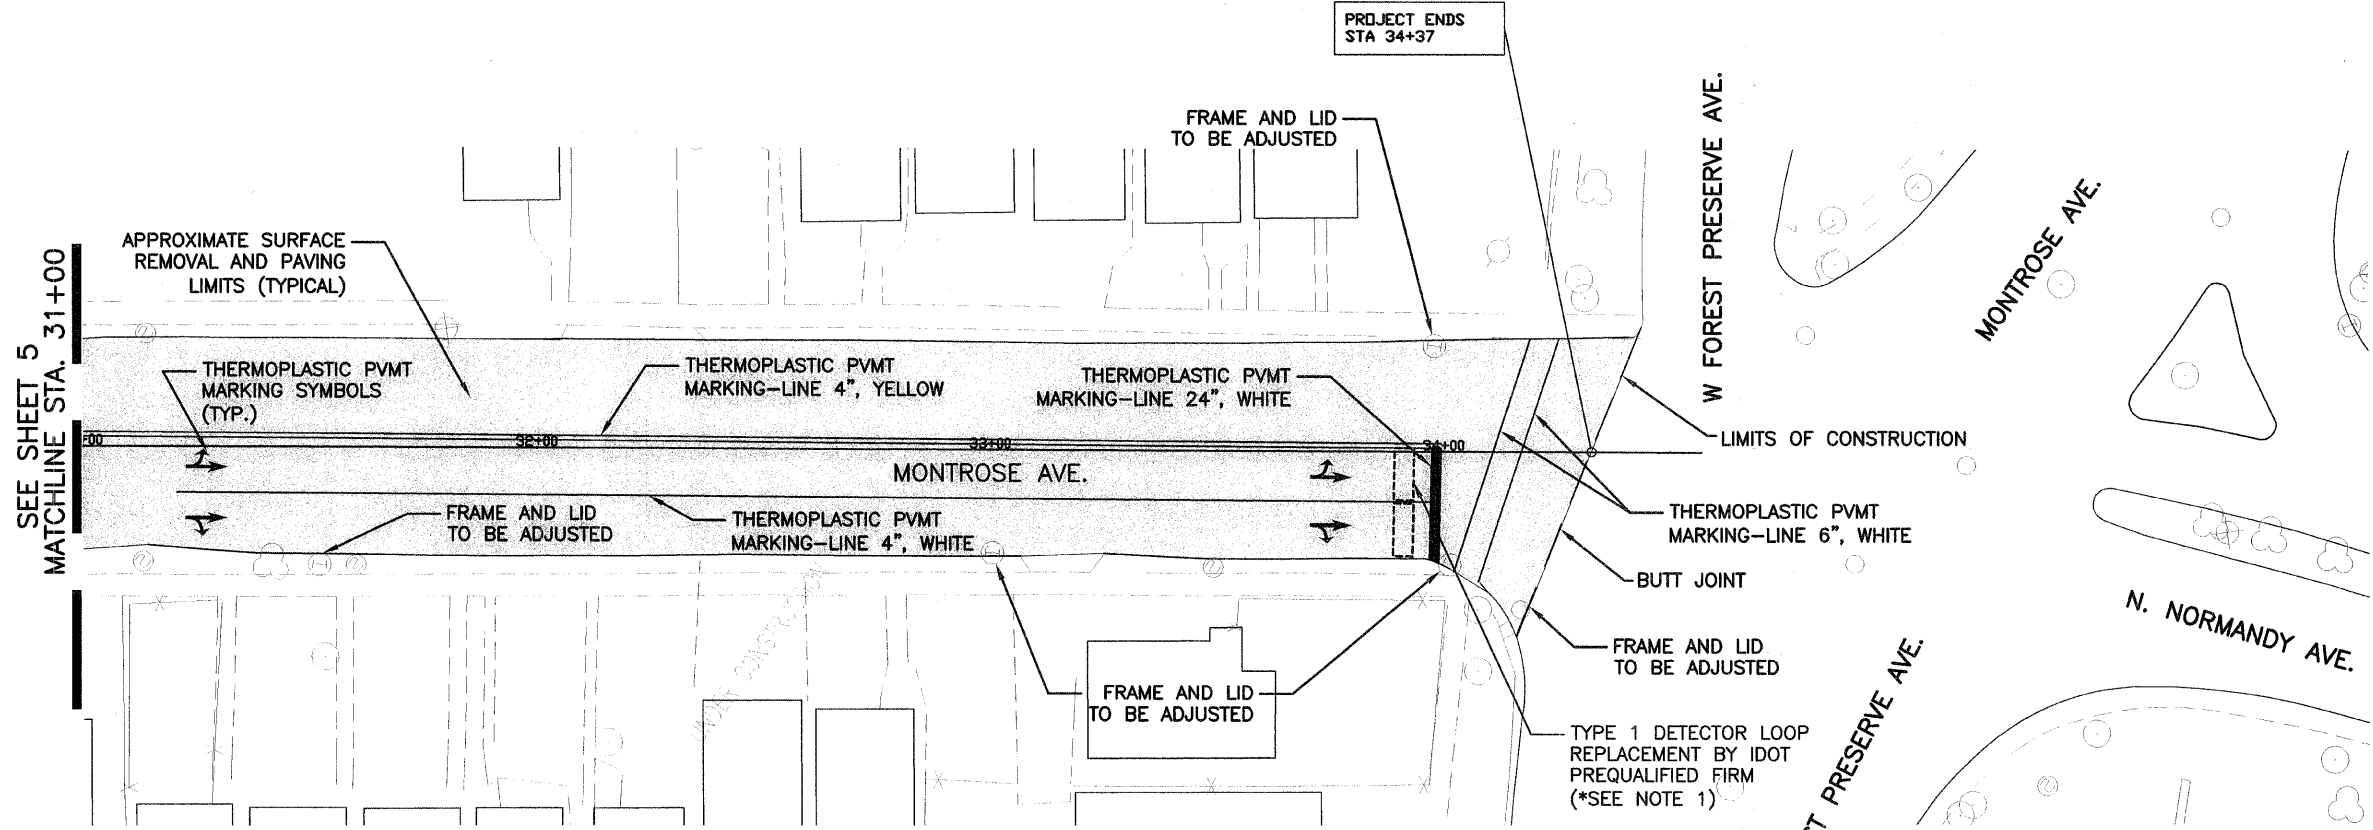 PROJECT ENDS
STA 34+37
FRAME AND LID
TO BE ADJUSTED
W FOREST PRESERVE AVE.
MONTROSE AVE.
APPROXIMATE SURFACE
REMOVAL AND PAVING
LIMITS (TYPICAL)
SEE SHEET 5
MATCHLINE STA. 31+00
THERMOPLASTIC PVMT
MARKING SYMBOLS
(TYP.)
THERMOPLASTIC PVMT
MARKING-LINE 4", YELLOW
THERMOPLASTIC PVMT
MARKING-LINE 24", WHITE
+00
32+00
33+00
34+00
LIMITS OF CONSTRUCTION
MONTROSE AVE.
FRAME AND LID
TO BE ADJUSTED
THERMOPLASTIC PVMT
MARKING-LINE 4", WHITE
THERMOPLASTIC PVMT
MARKING-LINE 6", WHITE
BUTT JOINT
N. NORMANDY AVE.
UNDER CONSTRUCTION
FRAME AND LID
TO BE ADJUSTED
FRAME AND LID
TO BE ADJUSTED
TYPE 1 DETECTOR LOOP
REPLACEMENT BY IDOT
PREQUALIFIED FIRM
(*SEE NOTE 1)
ST PRESERVE AVE.